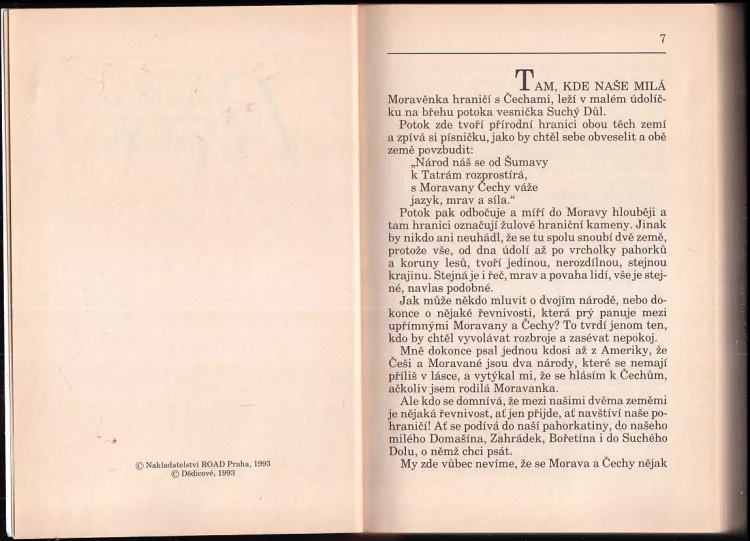 © Nakladatelství ROAD Praha, 1993
© Dědicové, 1993
7
TAM, KDE NAŠE MILÁ
Moravěnka hraničí s Čechami, leží v malém údolíč-
ku na břehu potoka vesnička Suchý Důl.
Potok zde tvoří přírodní hranici obou těch zemí
a zpívá si písničku, jako by chtěl sebe obveselit a obě
země povzbudit:
„Národ náš se od Šumavy
k Tatrám rozprostírá,
s Moravany Čechy váže
jazyk, mrav a síla.“
Potok pak odbočuje a míří do Moravy hlouběji a
tam hranici označují žulové hraniční kameny. Jinak
by nikdo ani neuhádl, že se tu spolu snoubí dvě země,
protože vše, od dna údolí až po vrcholky pahorků
a koruny lesů, tvoří jedinou, nerozdílnou, stejnou
krajinu. Stejná je i řeč, mrav a povaha lidí, vše je stej-
né, navlas podobné.
Jak může někdo mluvit o dvojím národě, nebo do-
konce o nějaké řevnivosti, která prý panuje mezi
upřímnými Moravany a Čechy? To tvrdí jenom ten,
kdo by chtěl vyvolávat rozbroje a zasévat nepokoj.
Mně dokonce psal jednou kdosi až z Ameriky, že
Češi a Moravané jsou dva národy, které se nemají
příliš v lásce, a vytýkal mi, že se hlásím k Čechům,
ačkoliv jsem rodilá Moravanka.
Ale kdo se domnívá, že mezi našimi dvěma zeměmi
je nějaká řevnivost, ať jen přijde, ať navštíví naše po-
hraničí! Ať se podívá do naší pahorkatiny, do našeho
milého Domašína, Zahrádek, Bořetína i do Suchého
Dolu, o němž chci psát.
My zde vůbec nevíme, že se Morava a Čechy nějak